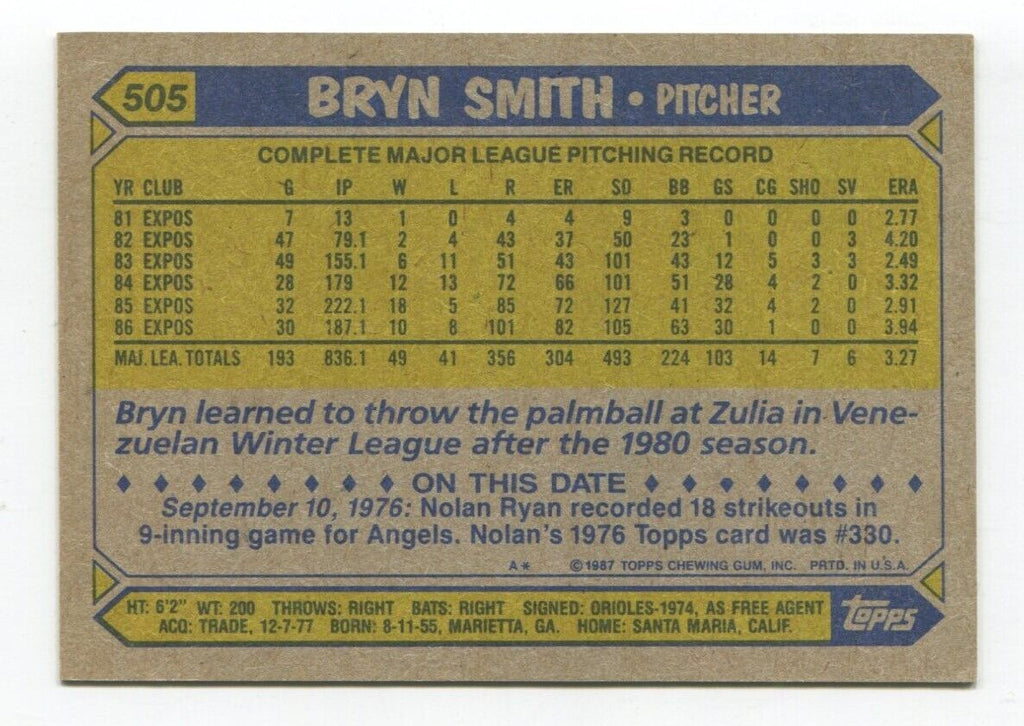 505 BRYN SMITH • PITCHER
COMPLETE MAJOR LEAGUE PITCHING RECORD
YR CLUB G IP W L R ER SO BB GS CG SHO SV ERA
81 EXPOS 7 13 1 0 4 4 9 3 0 0 0 0 2.77
82 EXPOS 47 79.1 2 4 43 37 50 23 1 0 0 3 4.20
83 EXPOS 49 155.1 6 11 51 43 101 43 12 5 3 3 2.49
84 EXPOS 28 179 12 13 72 66 101 51 28 4 2 0 3.32
85 EXPOS 32 222.1 18 5 85 72 127 41 32 4 2 0 2.91
86 EXPOS 30 187.1 10 8 101 82 105 63 30 1 0 0 3.94
MAJ. LEA. TOTALS 193 836.1 49 41 356 304 493 224 103 14 7 6 3.27
Bryn learned to throw the palmball at Zulia in Vene-
zuelan Winter League after the 1980 season.
ON THIS DATE
September 10, 1976: Nolan Ryan recorded 18 strikeouts in
9-inning game for Angels. Nolan's 1976 Topps card was #330.
A* ©1987 TOPPS CHEWING GUM, INC. PRTD. IN U.S.A.
HT: 6'2" WT: 200 THROWS: RIGHT BATS: RIGHT SIGNED: ORIOLES-1974, AS FREE AGENT
ACQ: TRADE, 12-7-77 BORN: 8-11-55, MARIETTA, GA. HOME: SANTA MARIA, CALIF.
topps